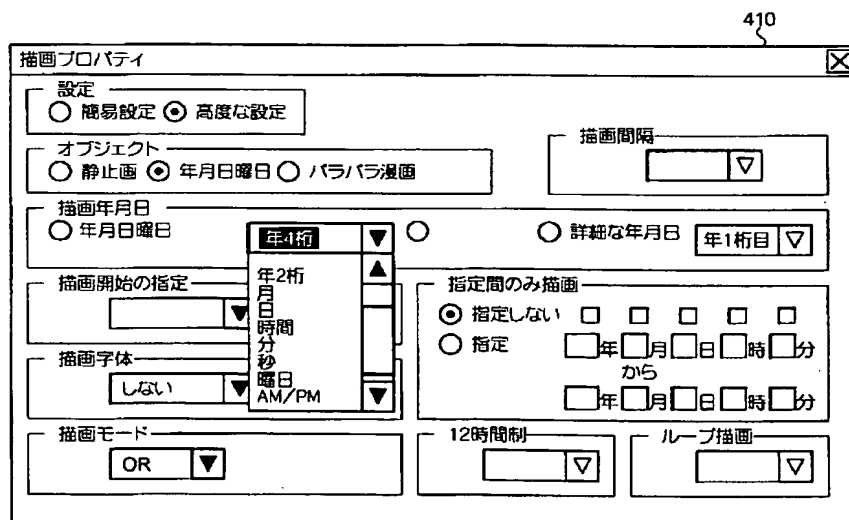 410
描画プロパティ
設定
簡易設定 高度な設定
オブジェクト
静止画 年月日曜日 パラパラ漫画
描画間隔
描画年月日
年月日曜日 年4桁 詳細な年月日 年1桁目
年2桁
月
日
時間
分
秒
曜日
AM/PM
描画開始の指定
描画字体
しない
指定間のみ描画
指定しない
指定 年 月 日 時 分
から
年 月 日 時 分
描画モード
OR
12時間制
ループ描画